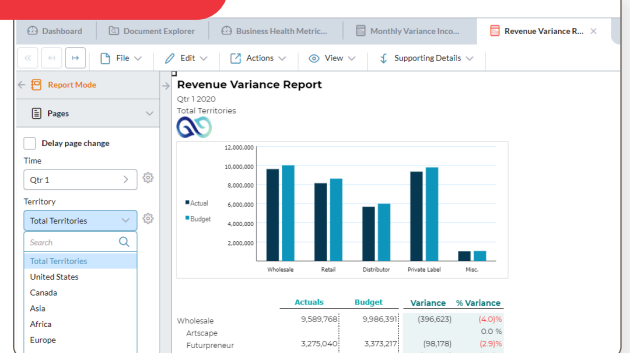 Dashboard
Document Explorer
Business Health Metric...
Monthly Variance Inco...
Revenue Variance R...
File
Edit
Actions
View
Supporting Details
Report Mode
Pages
Delay page change
Time
Qtr 1
Territory
Total Territories
Search
Total Territories
United States
Canada
Asia
Africa
Europe
Revenue Variance Report
Qtr 1 2020
Total Territories
12,000,000
10,000,000
8,000,000
6,000,000
4,000,000
2,000,000
Actual
Budget
Wholesale Retail Distributor Private Label Misc.
Actuals Budget Variance % Variance
Wholesale 9,589,768 9,986,391 (396,623) (4.0)%
Artscape 0.0 %
Futurpreneur 3,275,040 3,373,217 (98,178) (2.9)%